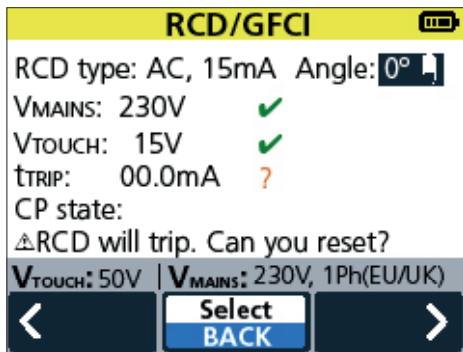 RCD/GFCI
RCD type: AC, 15mA Angle: 0°
VMAINS: 230V ✔
VTOUCH: 15V ✔
tTRIP: 00.0mA ?
CP state:
⚠RCD will trip. Can you reset?
VTOUCH: 50V | VMAINS: 230V, 1Ph(EU/UK)
Select
BACK